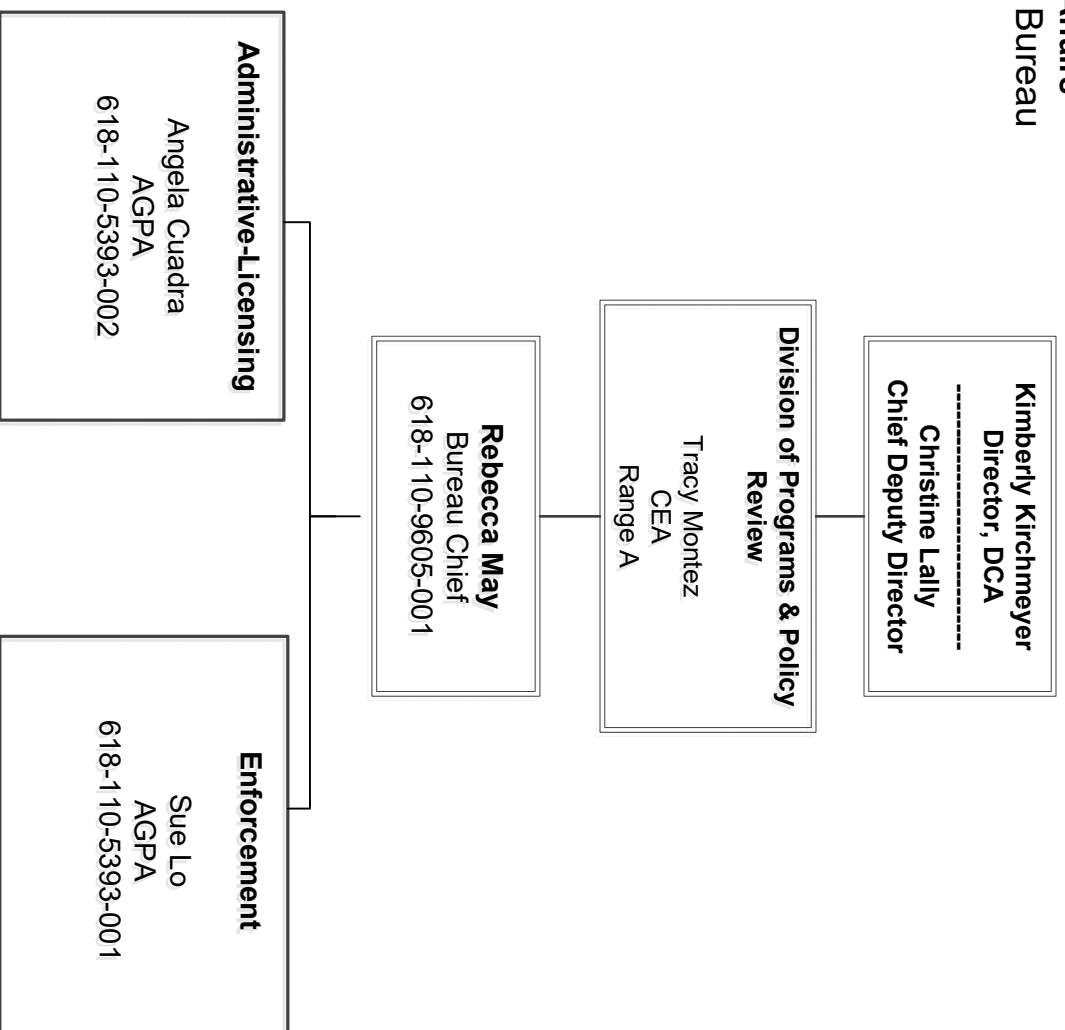 Bureau
Kimberly Kirchmeyer
Director, DCA
------------------------------
Christine Lally
Chief Deputy Director
Division of Programs & Policy
Review
Tracy Montez
CEA
Range A
Rebecca May
Bureau Chief
618-110-9605-001
Administrative-Licensing
Angela Cuadra
AGPA
618-110-5393-002
Enforcement
Sue Lo
AGPA
618-110-5393-001